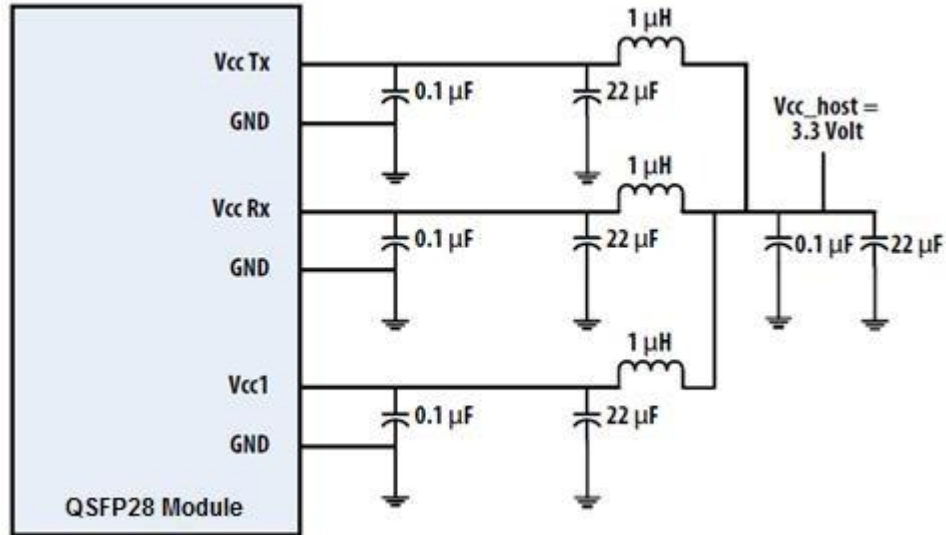 1 µH
Vcc Tx
0.1 µF
22 µF
GND
Vcc_host =
3.3 Volt
1 µH
Vcc Rx
0.1 µF
22 µF
0.1 µF
22 µF
GND
1 µH
Vcc1
0.1 µF
22 µF
GND
QSFP28 Module